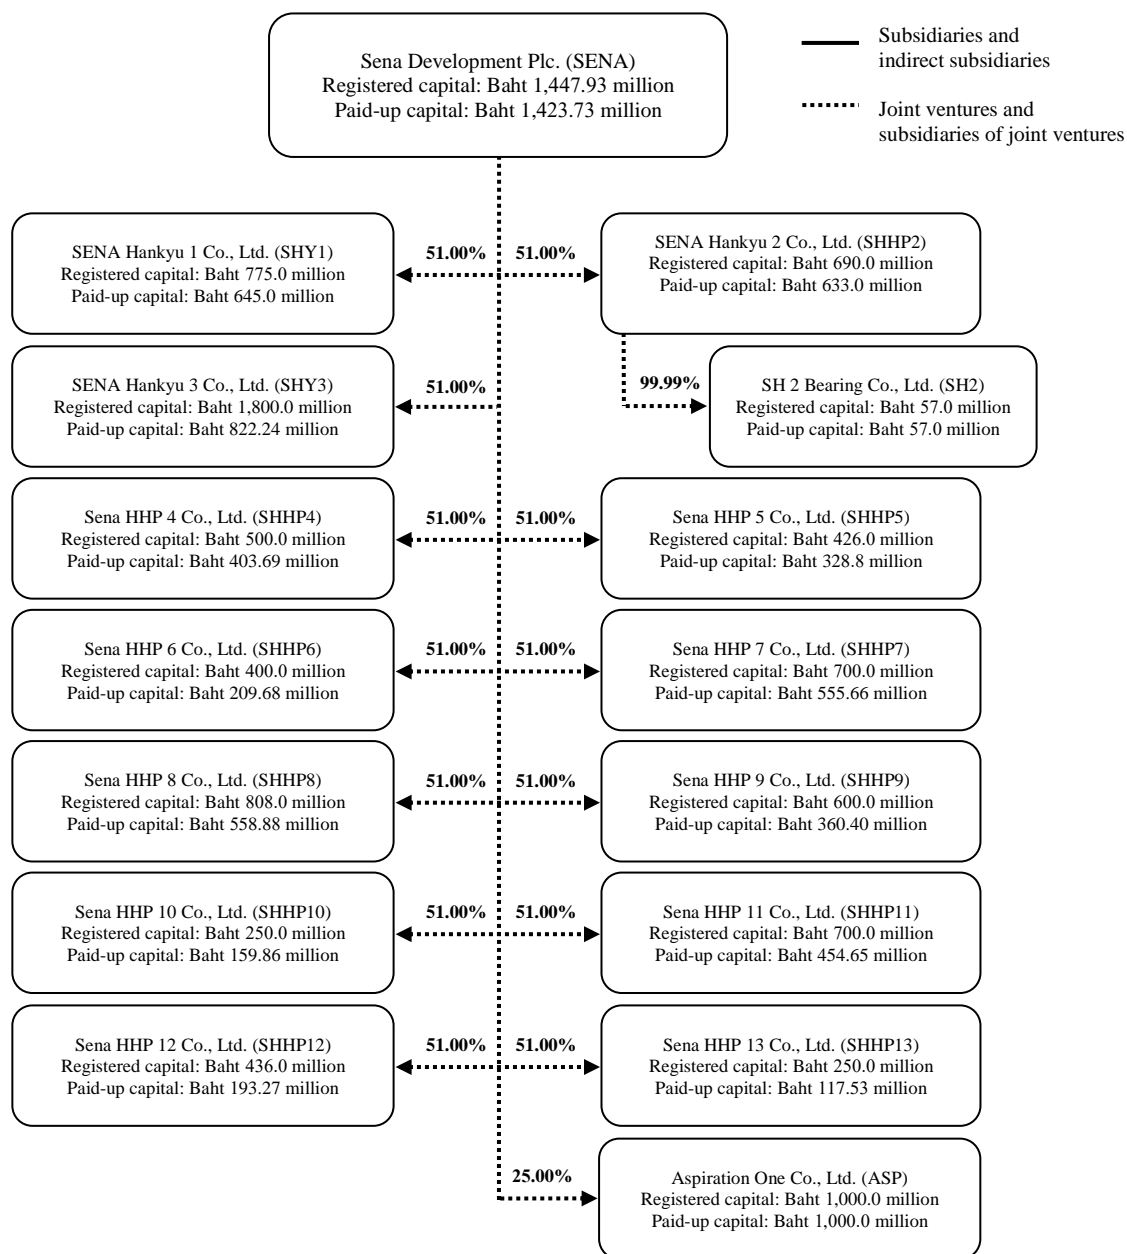 Sena Development Plc. (SENA)
Registered capital: Baht 1,447.93 million
Paid-up capital: Baht 1,423.73 million
Subsidiaries and
indirect subsidiaries
Joint ventures and
subsidiaries of joint ventures
SENA Hankyu 1 Co., Ltd. (SHY1)
Registered capital: Baht 775.0 million
Paid-up capital: Baht 645.0 million
51.00%
51.00%
SENA Hankyu 2 Co., Ltd. (SHHP2)
Registered capital: Baht 690.0 million
Paid-up capital: Baht 633.0 million
SENA Hankyu 3 Co., Ltd. (SHY3)
Registered capital: Baht 1,800.0 million
Paid-up capital: Baht 822.24 million
51.00%
99.99%
SH 2 Bearing Co., Ltd. (SH2)
Registered capital: Baht 57.0 million
Paid-up capital: Baht 57.0 million
Sena HHP 4 Co., Ltd. (SHHP4)
Registered capital: Baht 500.0 million
Paid-up capital: Baht 403.69 million
51.00%
51.00%
Sena HHP 5 Co., Ltd. (SHHP5)
Registered capital: Baht 426.0 million
Paid-up capital: Baht 328.8 million
Sena HHP 6 Co., Ltd. (SHHP6)
Registered capital: Baht 400.0 million
Paid-up capital: Baht 209.68 million
51.00%
51.00%
Sena HHP 7 Co., Ltd. (SHHP7)
Registered capital: Baht 700.0 million
Paid-up capital: Baht 555.66 million
Sena HHP 8 Co., Ltd. (SHHP8)
Registered capital: Baht 808.0 million
Paid-up capital: Baht 558.88 million
51.00%
51.00%
Sena HHP 9 Co., Ltd. (SHHP9)
Registered capital: Baht 600.0 million
Paid-up capital: Baht 360.40 million
Sena HHP 10 Co., Ltd. (SHHP10)
Registered capital: Baht 250.0 million
Paid-up capital: Baht 159.86 million
51.00%
51.00%
Sena HHP 11 Co., Ltd. (SHHP11)
Registered capital: Baht 700.0 million
Paid-up capital: Baht 454.65 million
Sena HHP 12 Co., Ltd. (SHHP12)
Registered capital: Baht 436.0 million
Paid-up capital: Baht 193.27 million
51.00%
51.00%
Sena HHP 13 Co., Ltd. (SHHP13)
Registered capital: Baht 250.0 million
Paid-up capital: Baht 117.53 million
25.00%
Aspiration One Co., Ltd. (ASP)
Registered capital: Baht 1,000.0 million
Paid-up capital: Baht 1,000.0 million